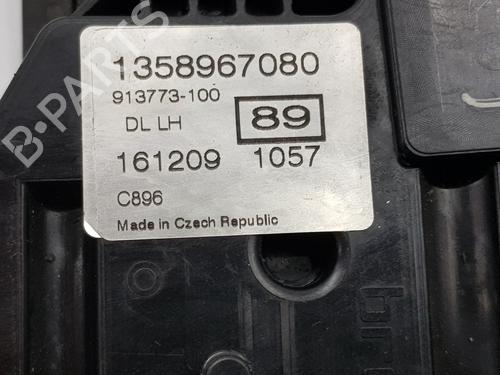 1358967080
913773-100
DL LH
89
161209 1057
C896
Made in Czech Republic
B-PARTS